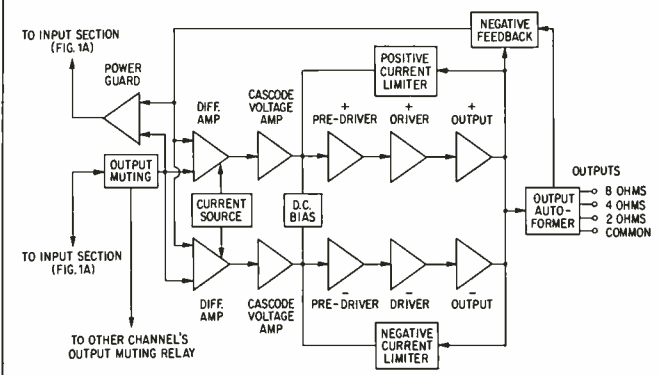 NEGATIVE
FEEDBACK
TO INPUT SECTION
(FIG. 1A)
POWER
GUARD
POSITIVE
CURRENT
LIMITER
DIFF.
AMP
CASCODE
VOLTAGE
AMP
+
PRE-DRIVER
+
ORIVER
+
OUTPUT
OUTPUT
MUTING
CURRENT
SOURCE
D.C.
BIAS
OUTPUT
AUTO-
FORMER
OUTPUTS
8 OHMS
4 OHMS
2 OHMS
COMMON
TO INPUT SECTION
(FIG. 1A)
DIFF.
AMP
CASCODE
VOLTAGE
AMP
–
PRE-DRIVER
–
DRIVER
–
OUTPUT
TO OTHER CHANNEL'S
OUTPUT MUTING RELAY
NEGATIVE
CURRENT
LIMITER